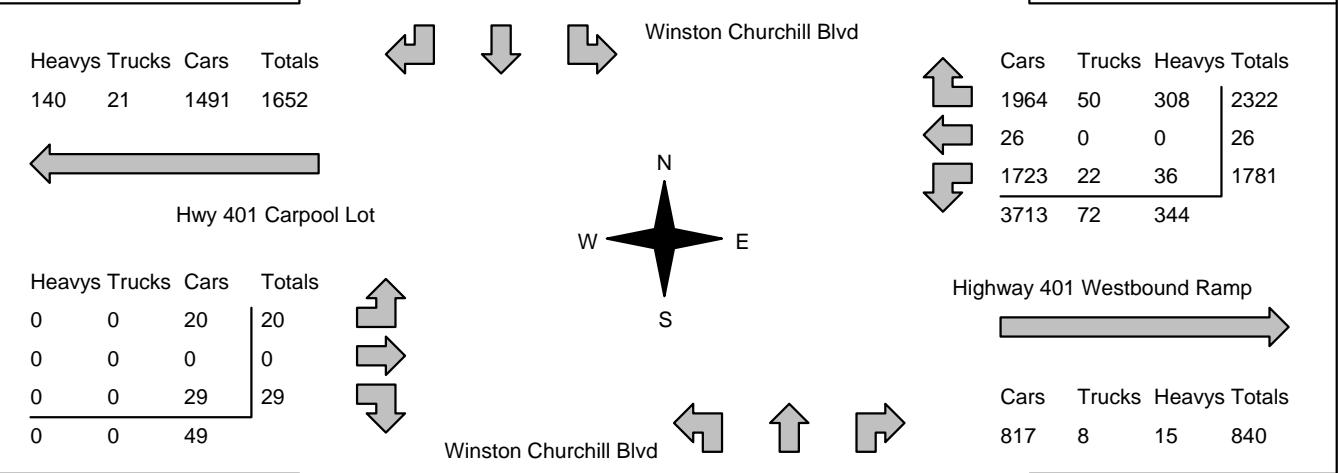 Winston Churchill Blvd
Heavys Trucks Cars Totals
140 21 1491 1652
Hwy 401 Carpool Lot
Heavys Trucks Cars Totals
0 0 20 20
0 0 0 0
0 0 29 29
0 0 49
N
W E
S
Winston Churchill Blvd
Cars Trucks Heavys Totals
1964 50 308 2322
26 0 0 26
1723 22 36 1781
3713 72 344
Highway 401 Westbound Ramp
Cars Trucks Heavys Totals
817 8 15 840